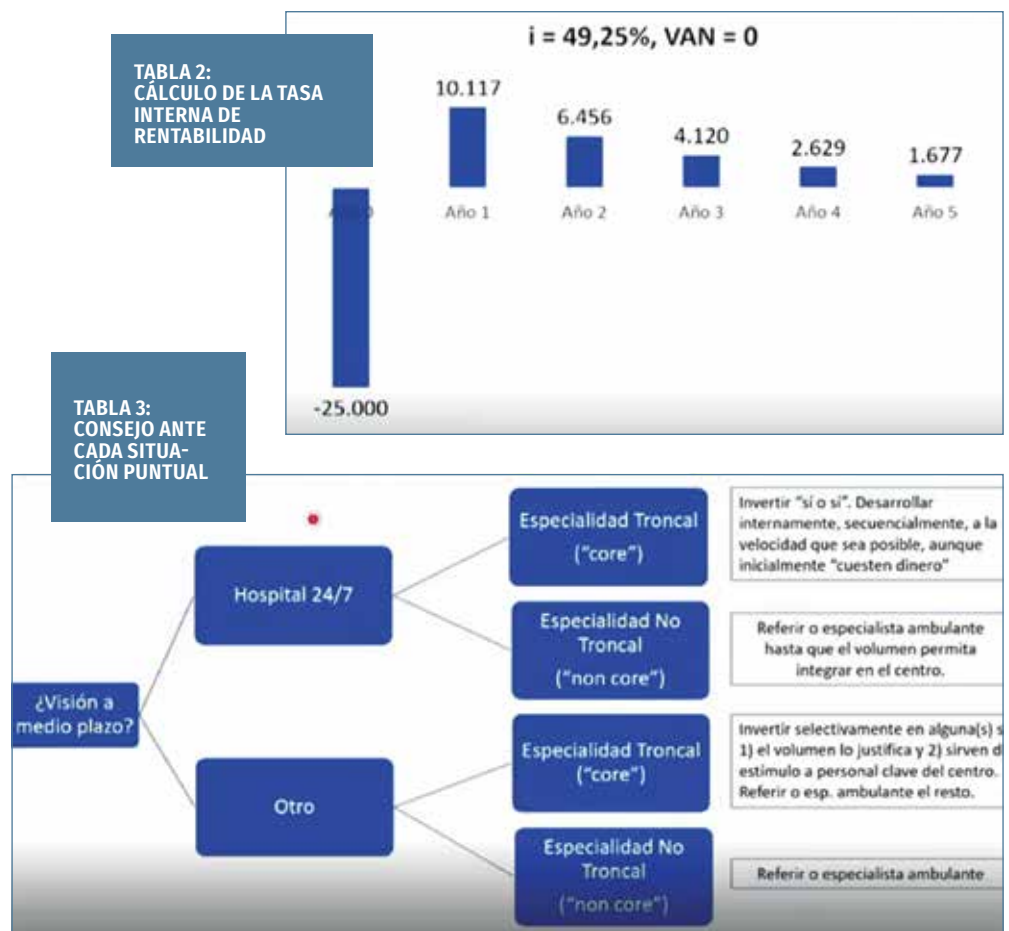 TABLA 2:
CÁLCULO DE LA TASA
INTERNA DE
RENTABILIDAD
i = 49,25%, VAN = 0
10.117
6.456
4.120
2.629
1.677
Año 0
Año 1
Año 2
Año 3
Año 4
Año 5
-25.000
TABLA 3:
CONSEJO ANTE
CADA SITUA-
CIÓN PUNTUAL
¿Visión a
medio plazo?
Hospital 24/7
Especialidad Troncal
("core")
Invertir "sí o sí". Desarrollar
internamente, secuencialmente, a la
velocidad que sea posible, aunque
inicialmente "cuesten dinero"
Especialidad No
Troncal
("non core")
Referir o especialista ambulante
hasta que el volumen permita
integrar en el centro.
Otro
Especialidad Troncal
("core")
Invertir selectivamente en alguna(s) s
1) el volumen lo justifica y 2) sirven d
estímulo a personal clave del centro.
Referir o esp. ambulante el resto.
Especialidad No
Troncal
("non core")
Referir o especialista ambulante